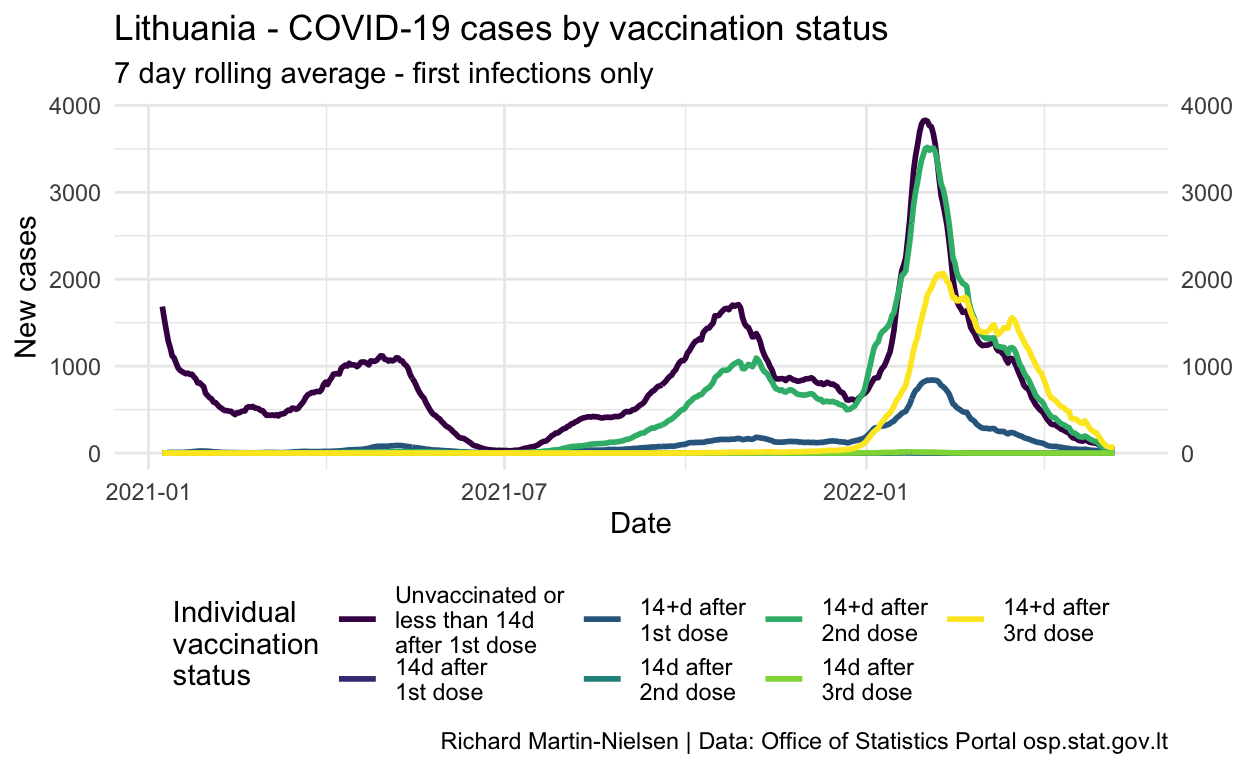 Lithuania - COVID-19 cases by vaccination status
7 day rolling average - first infections only
4000
3000
2000
1000
0
New cases
4000
3000
2000
1000
0
2021-01
2021-07
2022-01
Date
Individual
vaccination
status
Unvaccinated or
less than 14d
after 1st dose
14d after
1st dose
14+d after
1st dose
14d after
2nd dose
14+d after
2nd dose
14d after
3rd dose
14+d after
3rd dose
Richard Martin-Nielsen | Data: Office of Statistics Portal osp.stat.gov.lt